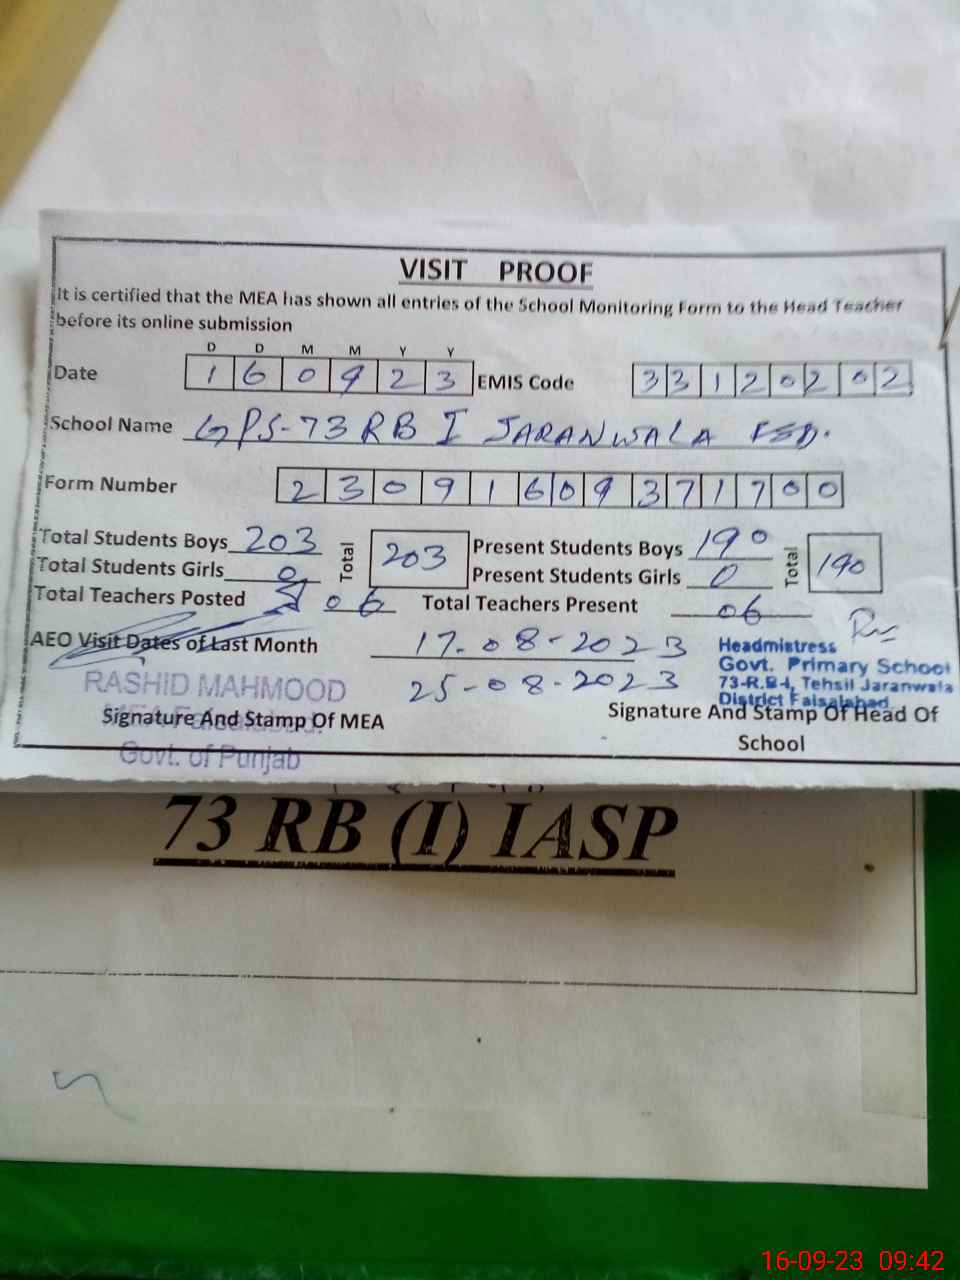 VISIT PROOF
It is certified that the MEA has shown all entries of the School Monitoring Form to the Head Teacher
before its online submission
D D M M Y Y
Date 1 6 0 9 2 3 EMIS Code 3 3 1 2 0 2 0 2
School Name GPS-73 RB I JARANWALA FSD.
Form Number 2 3 0 9 1 6 0 9 3 7 1 7 0 0
Total Students Boys 203 Total 203 Present Students Boys 190 Total 190
Total Students Girls 0 Present Students Girls 0
Total Teachers Posted 06 Total Teachers Present 06
AEO Visit Dates of Last Month 17-08-2023
25-08-2023
Headmistress
Govt. Primary School
73-R.B-I, Tehsil Jaranwala
District Faisalabad
RASHID MAHMOOD
MEA Faisalabad.
Govt. of Punjab
Signature And Stamp Of MEA
Signature And Stamp Of Head Of
School
73 RB (I) IASP
16-09-23 09:42